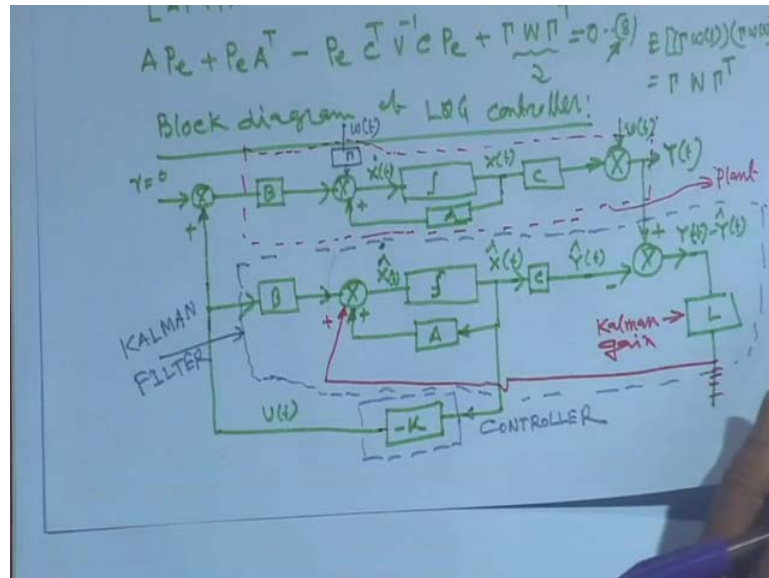 A Pe + Pe A^T − Pe C^T V^-1 C Pe + Γ W Γ^T = 0 --- (8)
2
= Γ W Γ^T
Block diagram of LQG controller:
w(t)
Γ
v(t)
r=0
B
Ẋ(t)
∫
X(t)
C
Y(t)
+
+
A
Plant
B
X̂(t)
∫
X̂(t)
C
Ŷ(t)
-
+
Y(t)-Ŷ(t)
+
+
A
Kalman
gain
L
KALMAN
FILTER
U(t)
-K
CONTROLLER